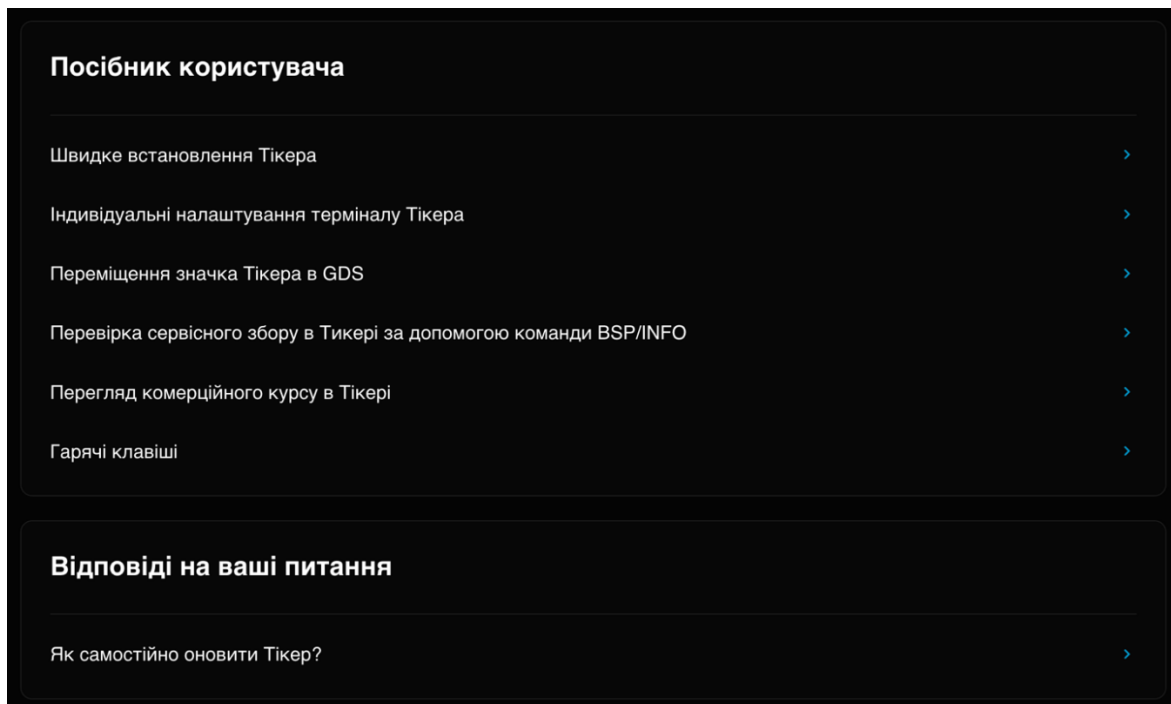 Посібник користувача
Швидке встановлення Тікера
Індивідуальні налаштування терміналу Тікера
Переміщення значка Тікера в GDS
Перевірка сервісного збору в Тикері за допомогою команди BSP/INFO
Перегляд комерційного курсу в Тікері
Гарячі клавіші
Відповіді на ваші питання
Як самостійно оновити Тікер?